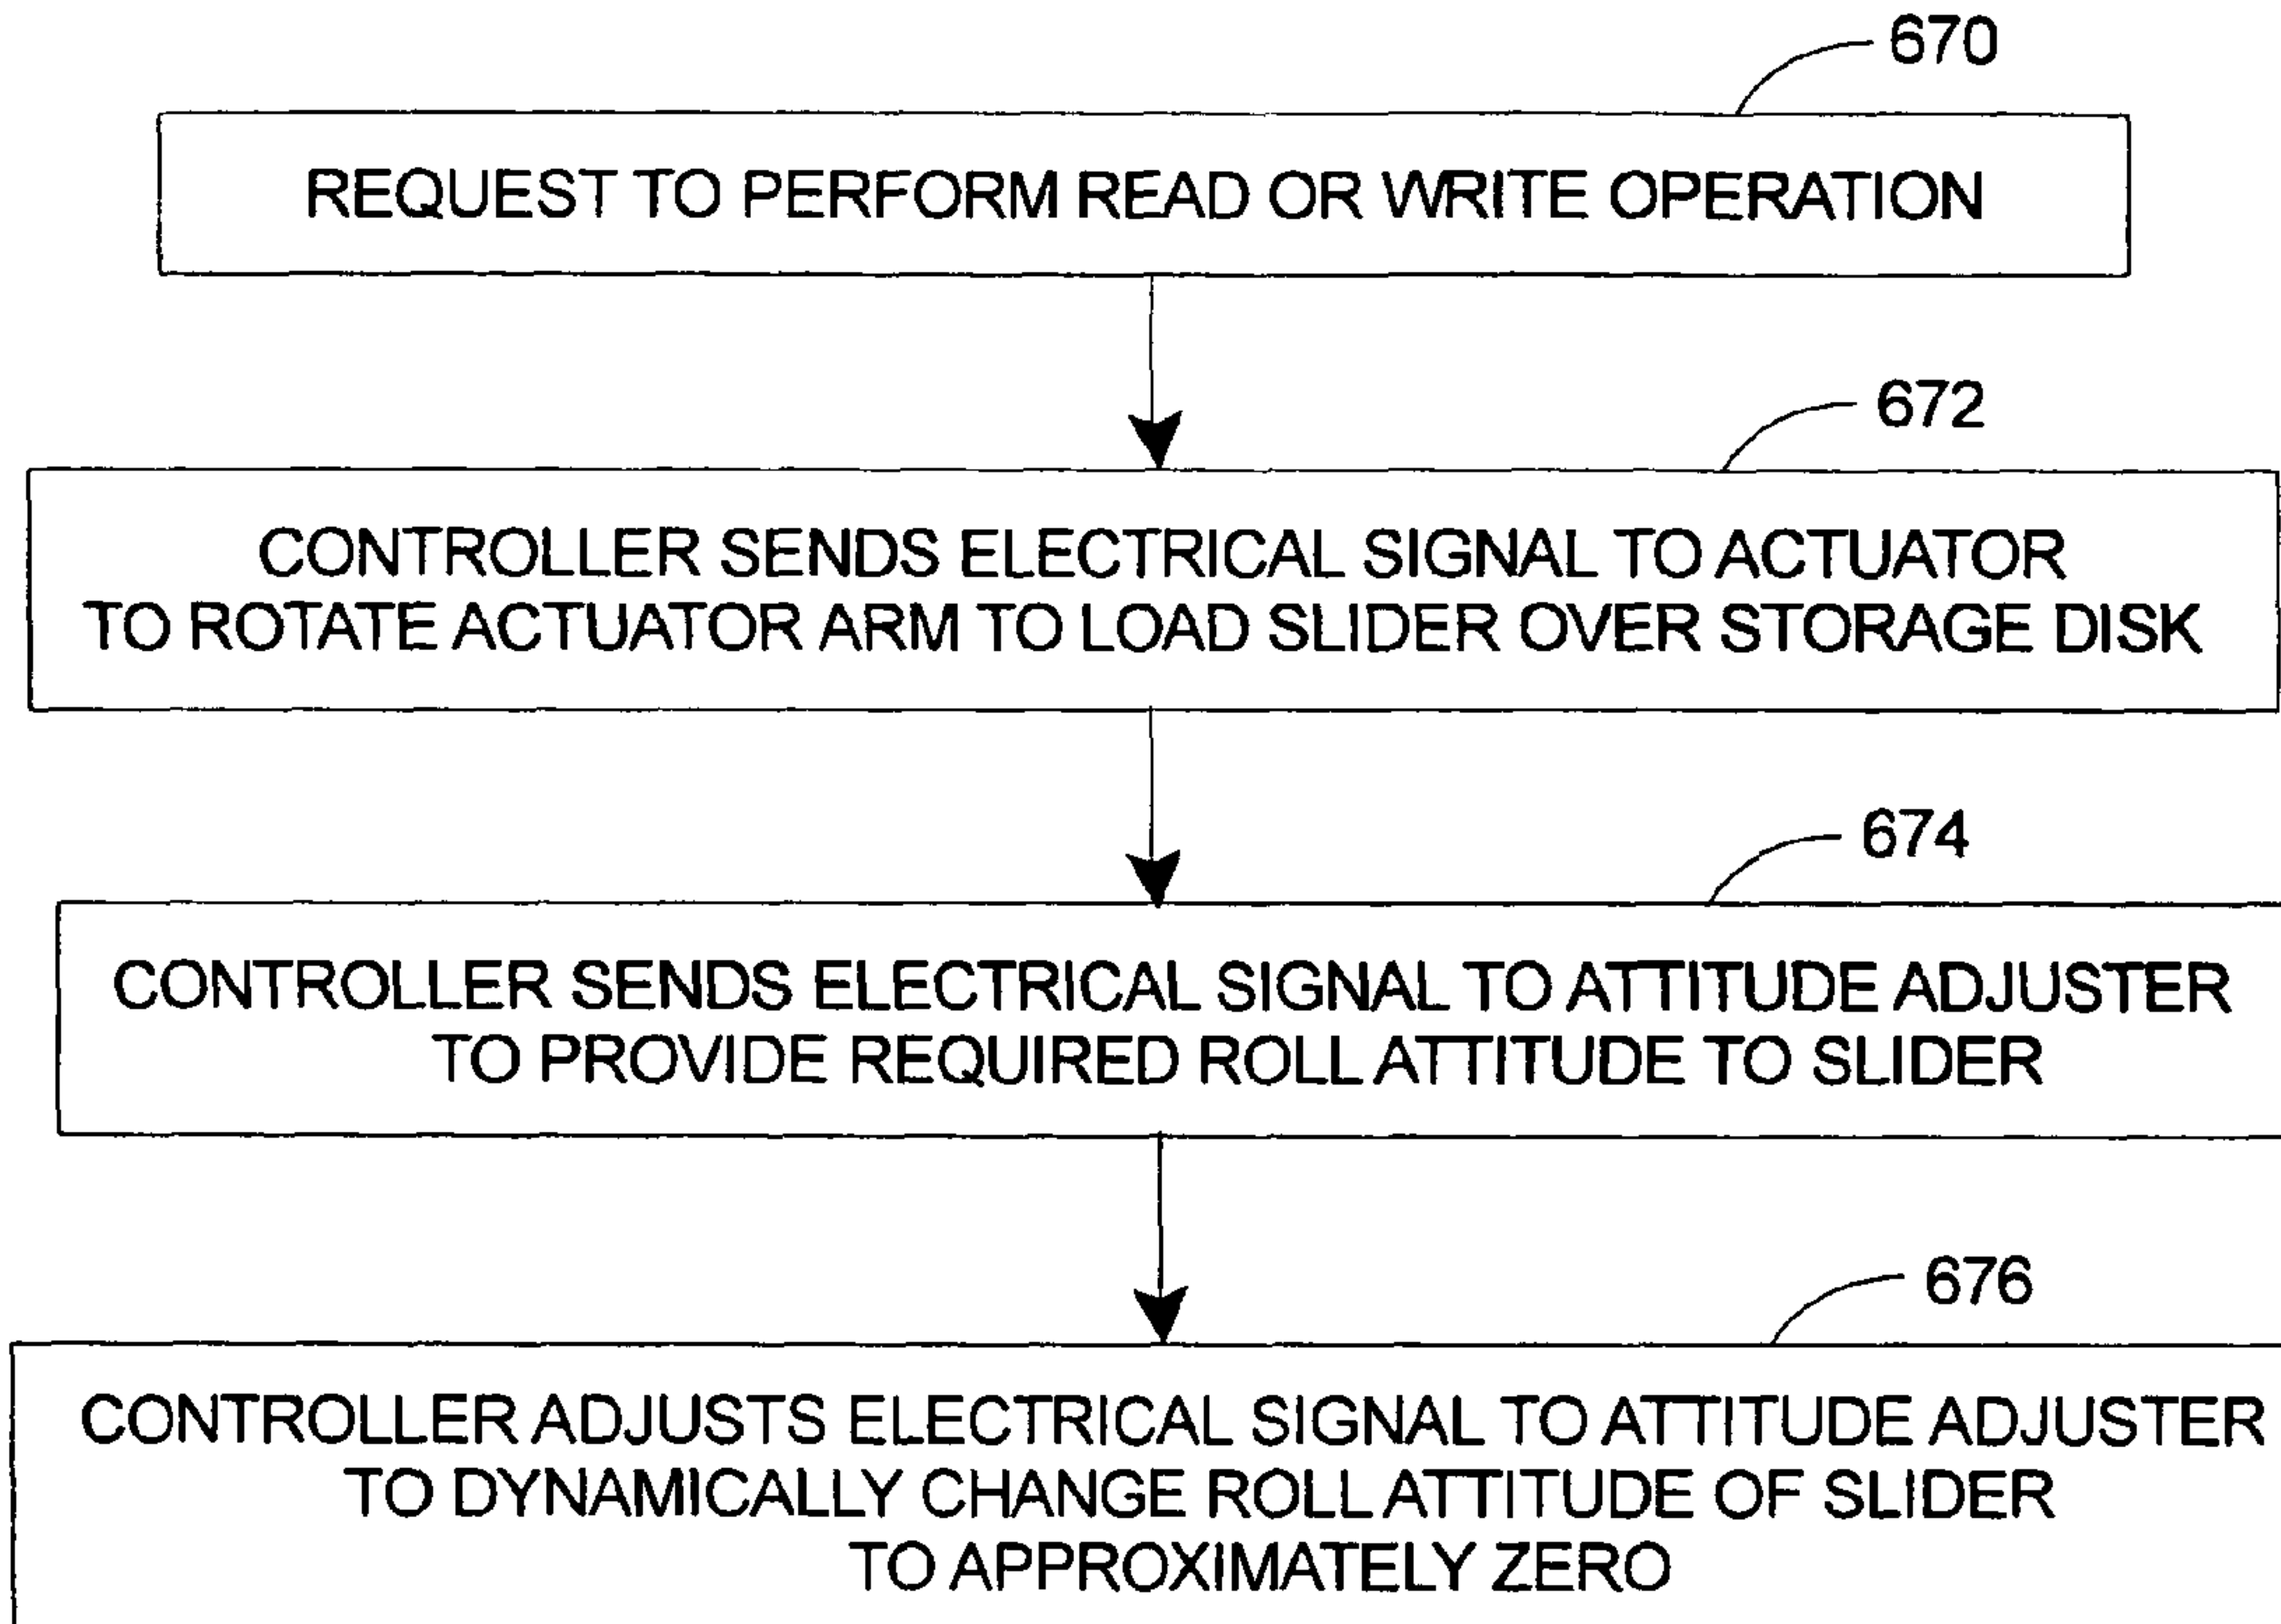 670
REQUEST TO PERFORM READ OR WRITE OPERATION
672
CONTROLLER SENDS ELECTRICAL SIGNAL TO ACTUATOR
TO ROTATE ACTUATOR ARM TO LOAD SLIDER OVER STORAGE DISK
674
CONTROLLER SENDS ELECTRICAL SIGNAL TO ATTITUDE ADJUSTER
TO PROVIDE REQUIRED ROLL ATTITUDE TO SLIDER
676
CONTROLLER ADJUSTS ELECTRICAL SIGNAL TO ATTITUDE ADJUSTER
TO DYNAMICALLY CHANGE ROLL ATTITUDE OF SLIDER
TO APPROXIMATELY ZERO